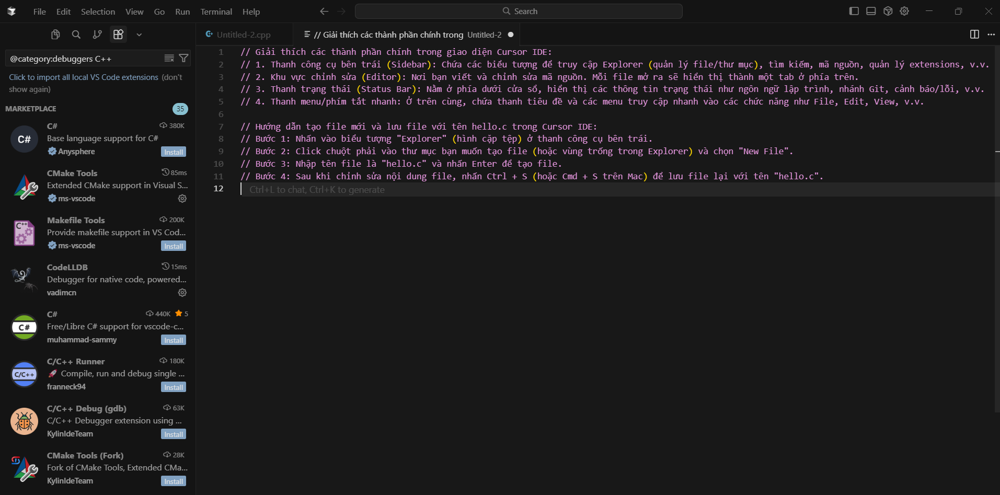 File Edit Selection View Go Run Terminal Help
Search
@category:debuggers C++
Click to import all local VS Code extensions (don't
show again)
MARKETPLACE 35
C# 380K
Base language support for C#
Anysphere Install
CMake Tools 85ms
Extended CMake support in Visual S...
ms-vscode
Makefile Tools 200K
Provide makefile support in VS Cod...
ms-vscode Install
CodeLLDB 15ms
Debugger for native code, powered...
vadimcn
C# 440K 5
Free/Libre C# support for vscode-c...
muhammad-sammy Install
C/C++ Runner 180K
🚀 Compile, run and debug single ...
franneck94 Install
C/C++ Debug (gdb) 63K
C/C++ Debugger extension using ...
KylinIdeTeam Install
CMake Tools (Fork) 28K
Fork of CMake Tools, Extended CMa...
KylinIdeTeam Install
C#
C++
C#
C/C++
Untitled-2.cpp // Giải thích các thành phần chính trong Untitled-2
1 // Giải thích các thành phần chính trong giao diện Cursor IDE:
2 // 1. Thanh công cụ bên trái (Sidebar): Chứa các biểu tượng để truy cập Explorer (quản lý file/thư mục), tìm kiếm, mã nguồn, quản lý extensions, v.v.
3 // 2. Khu vực chỉnh sửa (Editor): Nơi bạn viết và chỉnh sửa mã nguồn. Mỗi file mở ra sẽ hiển thị thành một tab ở phía trên.
4 // 3. Thanh trạng thái (Status Bar): Nằm ở phía dưới cửa sổ, hiển thị các thông tin trạng thái như ngôn ngữ lập trình, nhánh Git, cảnh báo/lỗi, v.v.
5 // 4. Thanh menu/phím tắt nhanh: Ở trên cùng, chứa thanh tiêu đề và các menu truy cập nhanh vào các chức năng như File, Edit, View, v.v.
6
7 // Hướng dẫn tạo file mới và lưu file với tên hello.c trong Cursor IDE:
8 // Bước 1: Nhấn vào biểu tượng "Explorer" (hình cặp tệp) ở thanh công cụ bên trái.
9 // Bước 2: Click chuột phải vào thư mục bạn muốn tạo file (hoặc vùng trống trong Explorer) và chọn "New File".
10 // Bước 3: Nhập tên file là "hello.c" và nhấn Enter để tạo file.
11 // Bước 4: Sau khi chỉnh sửa nội dung file, nhấn Ctrl + S (hoặc Cmd + S trên Mac) để lưu file lại với tên "hello.c".
12 Ctrl+L to chat, Ctrl+K to generate